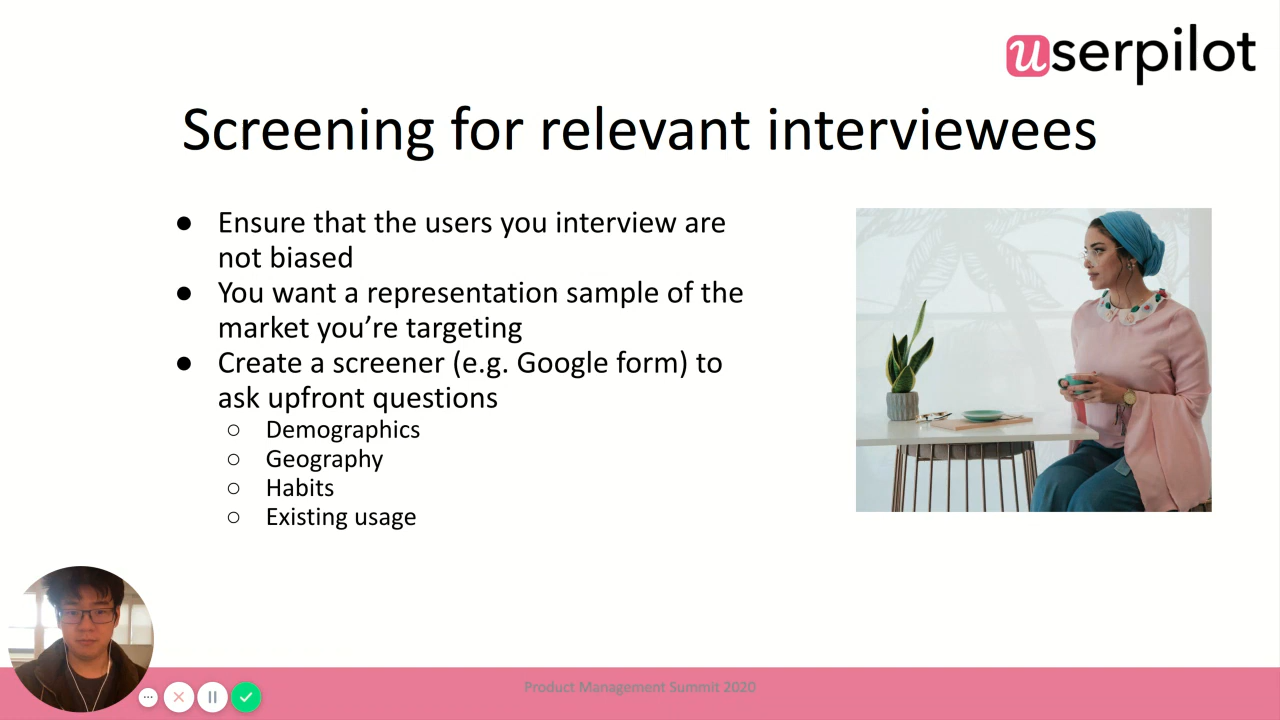 userpilot
Screening for relevant interviewees
● Ensure that the users you interview are
not biased
● You want a representation sample of the
market you’re targeting
● Create a screener (e.g. Google form) to
ask upfront questions
○ Demographics
○ Geography
○ Habits
○ Existing usage
Product Management Summit 2020